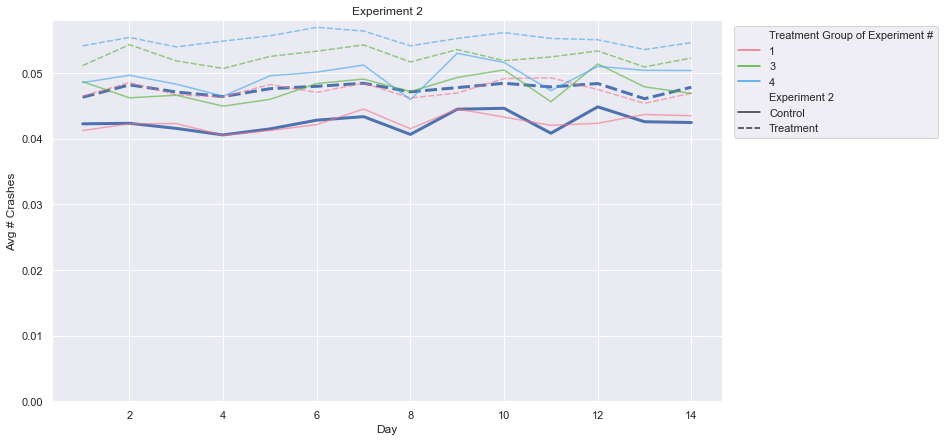 Experiment 2
Treatment Group of Experiment #
1
3
4
Experiment 2
Control
Treatment
Avg # Crashes
0.05
0.04
0.03
0.02
0.01
0.00
2 4 6 8 10 12 14
Day